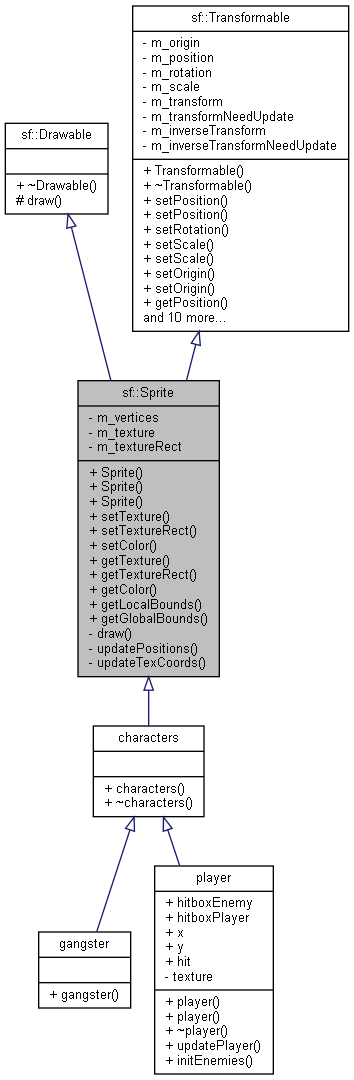 sf::Transformable
- m_origin
- m_position
- m_rotation
- m_scale
- m_transform
- m_transformNeedUpdate
- m_inverseTransform
- m_inverseTransformNeedUpdate
+ Transformable()
+ ~Transformable()
+ setPosition()
+ setPosition()
+ setRotation()
+ setScale()
+ setScale()
+ setOrigin()
+ setOrigin()
+ getPosition()
and 10 more...
sf::Drawable
+ ~Drawable()
# draw()
sf::Sprite
- m_vertices
- m_texture
- m_textureRect
+ Sprite()
+ Sprite()
+ Sprite()
+ setTexture()
+ setTextureRect()
+ setColor()
+ getTexture()
+ getTextureRect()
+ getColor()
+ getLocalBounds()
+ getGlobalBounds()
- draw()
- updatePositions()
- updateTexCoords()
characters
+ characters()
+ ~characters()
gangster
+ gangster()
player
+ hitboxEnemy
+ hitboxPlayer
+ x
+ y
+ hit
- texture
+ player()
+ player()
+ ~player()
+ updatePlayer()
+ initEnemies()